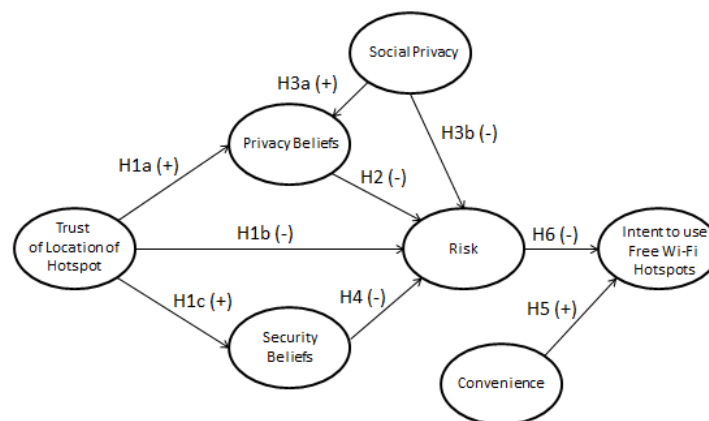 Social Privacy
H3a (+)
Privacy Beliefs
H3b (-)
H1a (+)
H2 (-)
Trust
of Location of
Hotspot
H1b (-)
Risk
H6 (-)
Intent to use
Free Wi-Fi
Hotspots
H1c (+)
H4 (-)
H5 (+)
Security
Beliefs
Convenience